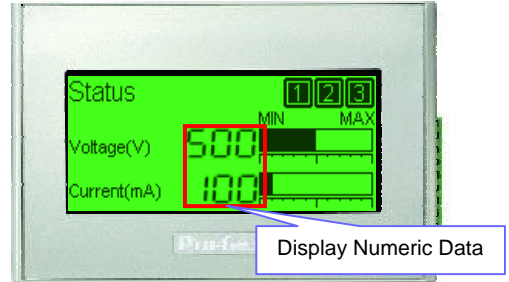 Status 1 2 3
MIN MAX
Voltage(V) 500
Current(mA) 100
Display Numeric Data